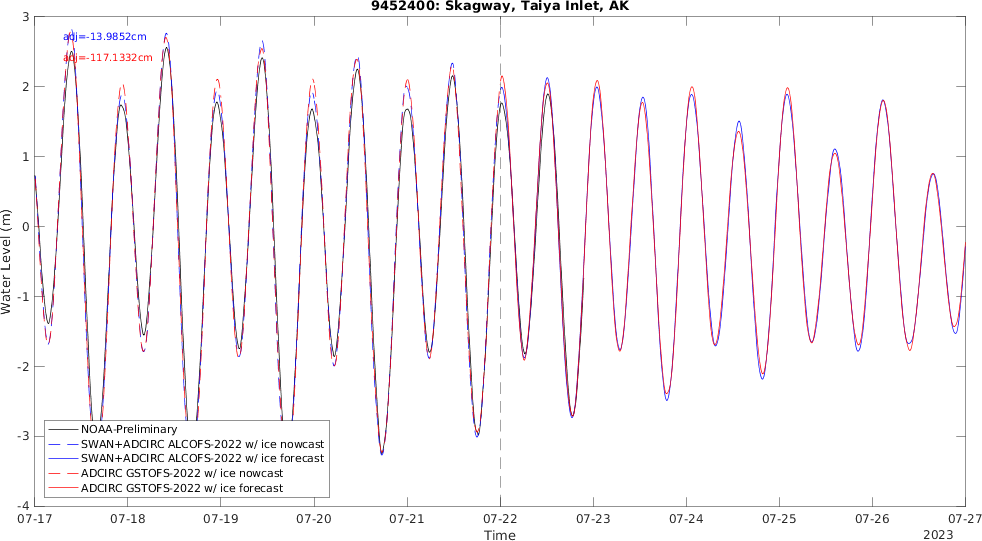 9452400: Skagway, Taiya Inlet, AK
adj=-13.9852cm
adj=-117.1332cm
Water Level (m)
3
2
1
0
-1
-2
-3
-4
NOAA-Preliminary
SWAN+ADCIRC ALCOFS-2022 w/ ice nowcast
SWAN+ADCIRC ALCOFS-2022 w/ ice forecast
ADCIRC GSTOFS-2022 w/ ice nowcast
ADCIRC GSTOFS-2022 w/ ice forecast
07-17 07-18 07-19 07-20 07-21 07-22 07-23 07-24 07-25 07-26 07-27
Time
2023